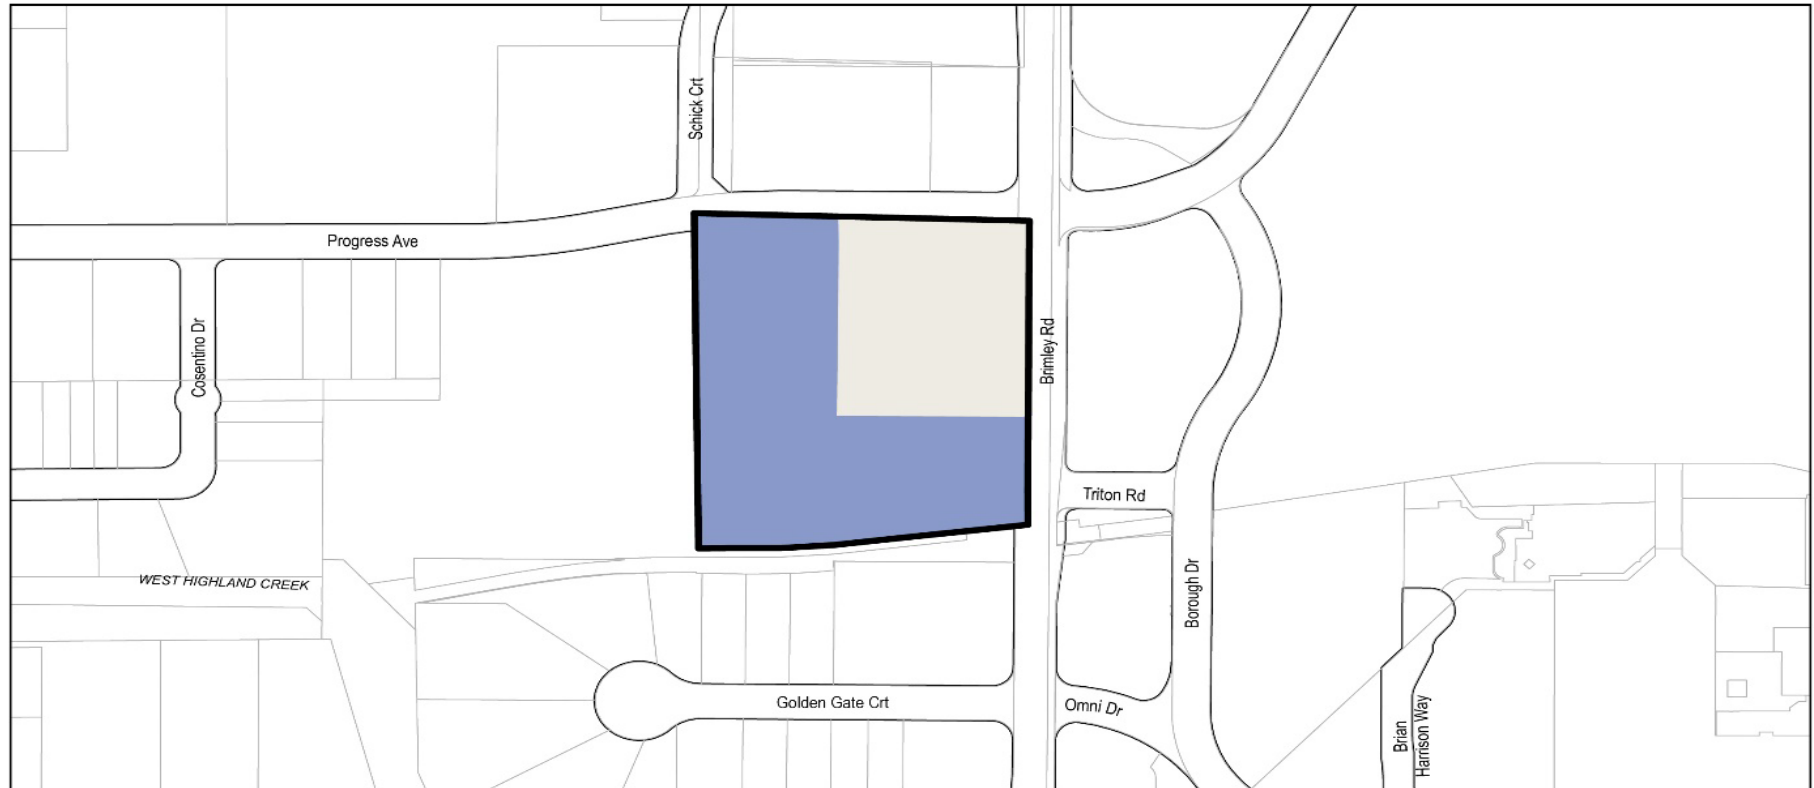 Schick Crt
Progress Ave
Cosentino Dr
Brimley Rd
Triton Rd
WEST HIGHLAND CREEK
Borough Dr
Golden Gate Crt
Omni Dr
Brian
Harrison Way